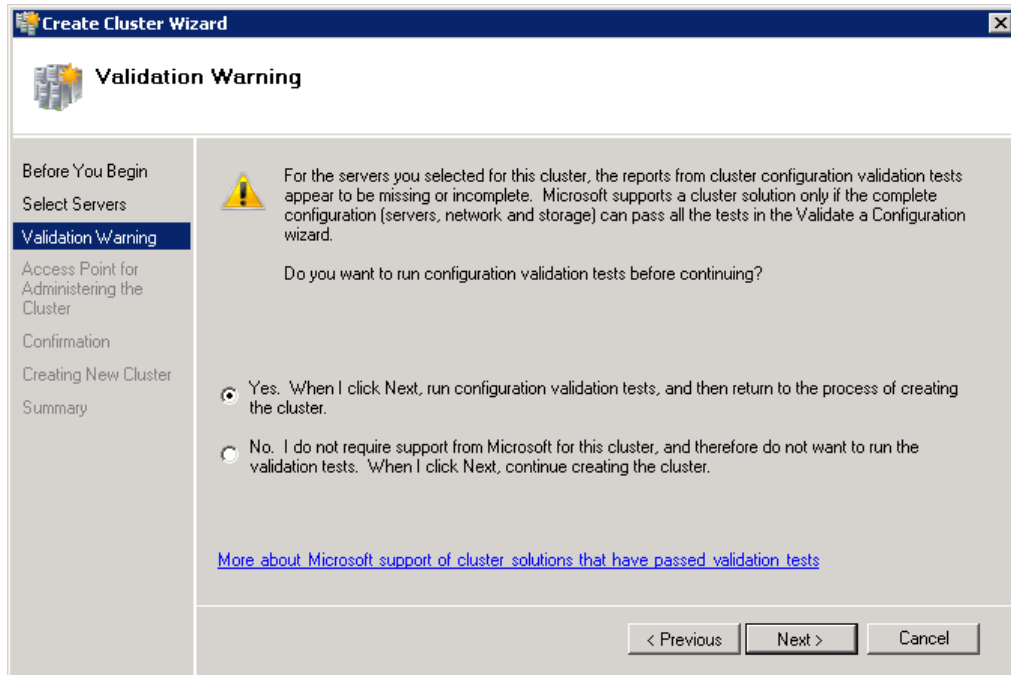 Create Cluster Wizard
Validation Warning
Before You Begin
Select Servers
Validation Warning
Access Point for
Administering the
Cluster
Confirmation
Creating New Cluster
Summary
For the servers you selected for this cluster, the reports from cluster configuration validation tests
appear to be missing or incomplete.  Microsoft supports a cluster solution only if the complete
configuration (servers, network and storage) can pass all the tests in the Validate a Configuration
wizard.
Do you want to run configuration validation tests before continuing?
Yes.  When I click Next, run configuration validation tests, and then return to the process of creating
the cluster.
No.  I do not require support from Microsoft for this cluster, and therefore do not want to run the
validation tests.  When I click Next, continue creating the cluster.
More about Microsoft support of cluster solutions that have passed validation tests
< Previous
Next >
Cancel